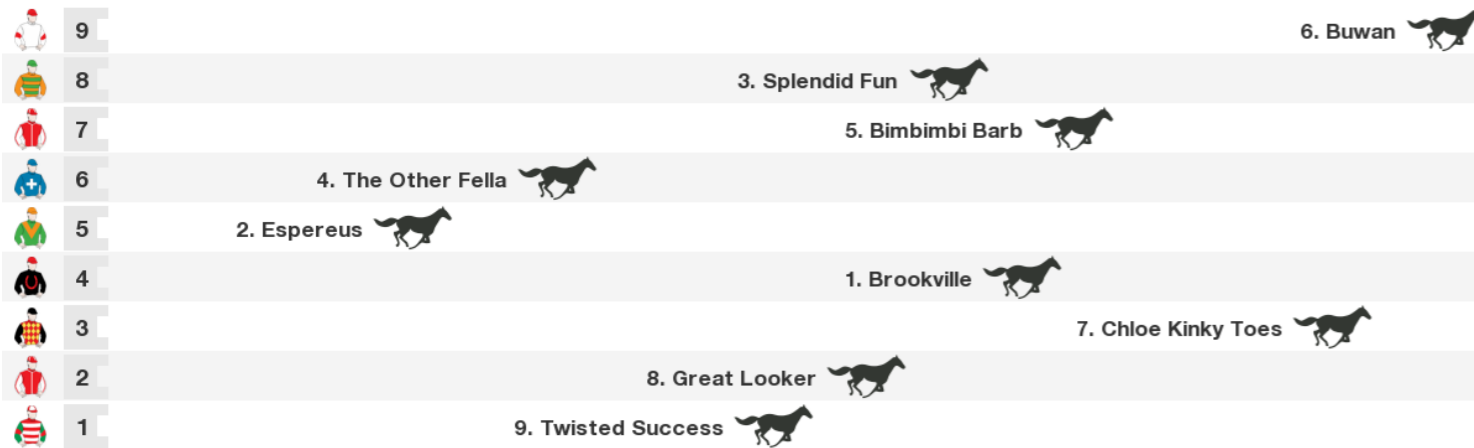 9 6. Buwan
8 3. Splendid Fun
7 5. Bimbimbi Barb
6 4. The Other Fella
5 2. Espereus
4 1. Brookville
3 7. Chloe Kinky Toes
2 8. Great Looker
1 9. Twisted Success